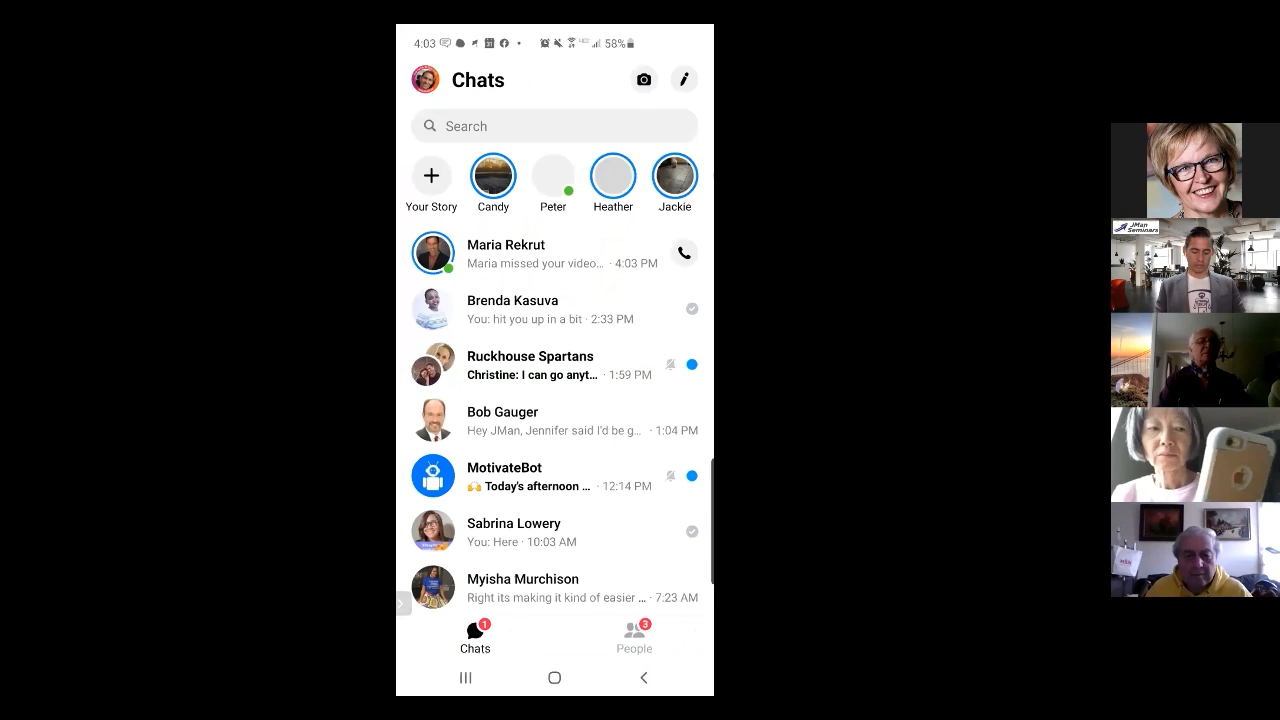 4:03
58%
Chats
Search
Your Story
Candy
Peter
Heather
Jackie
Maria Rekrut
Maria missed your video... · 4:03 PM
Brenda Kasuva
You: hit you up in a bit · 2:33 PM
Ruckhouse Spartans
Christine: I can go anyt... · 1:59 PM
Bob Gauger
Hey JMan, Jennifer said I'd be g... · 1:04 PM
MotivateBot
🙌 Today's afternoon ... · 12:14 PM
Sabrina Lowery
You: Here · 10:03 AM
Myisha Murchison
Right its making it kind of easier ... · 7:23 AM
1
3
Chats
People
JMan
Seminars